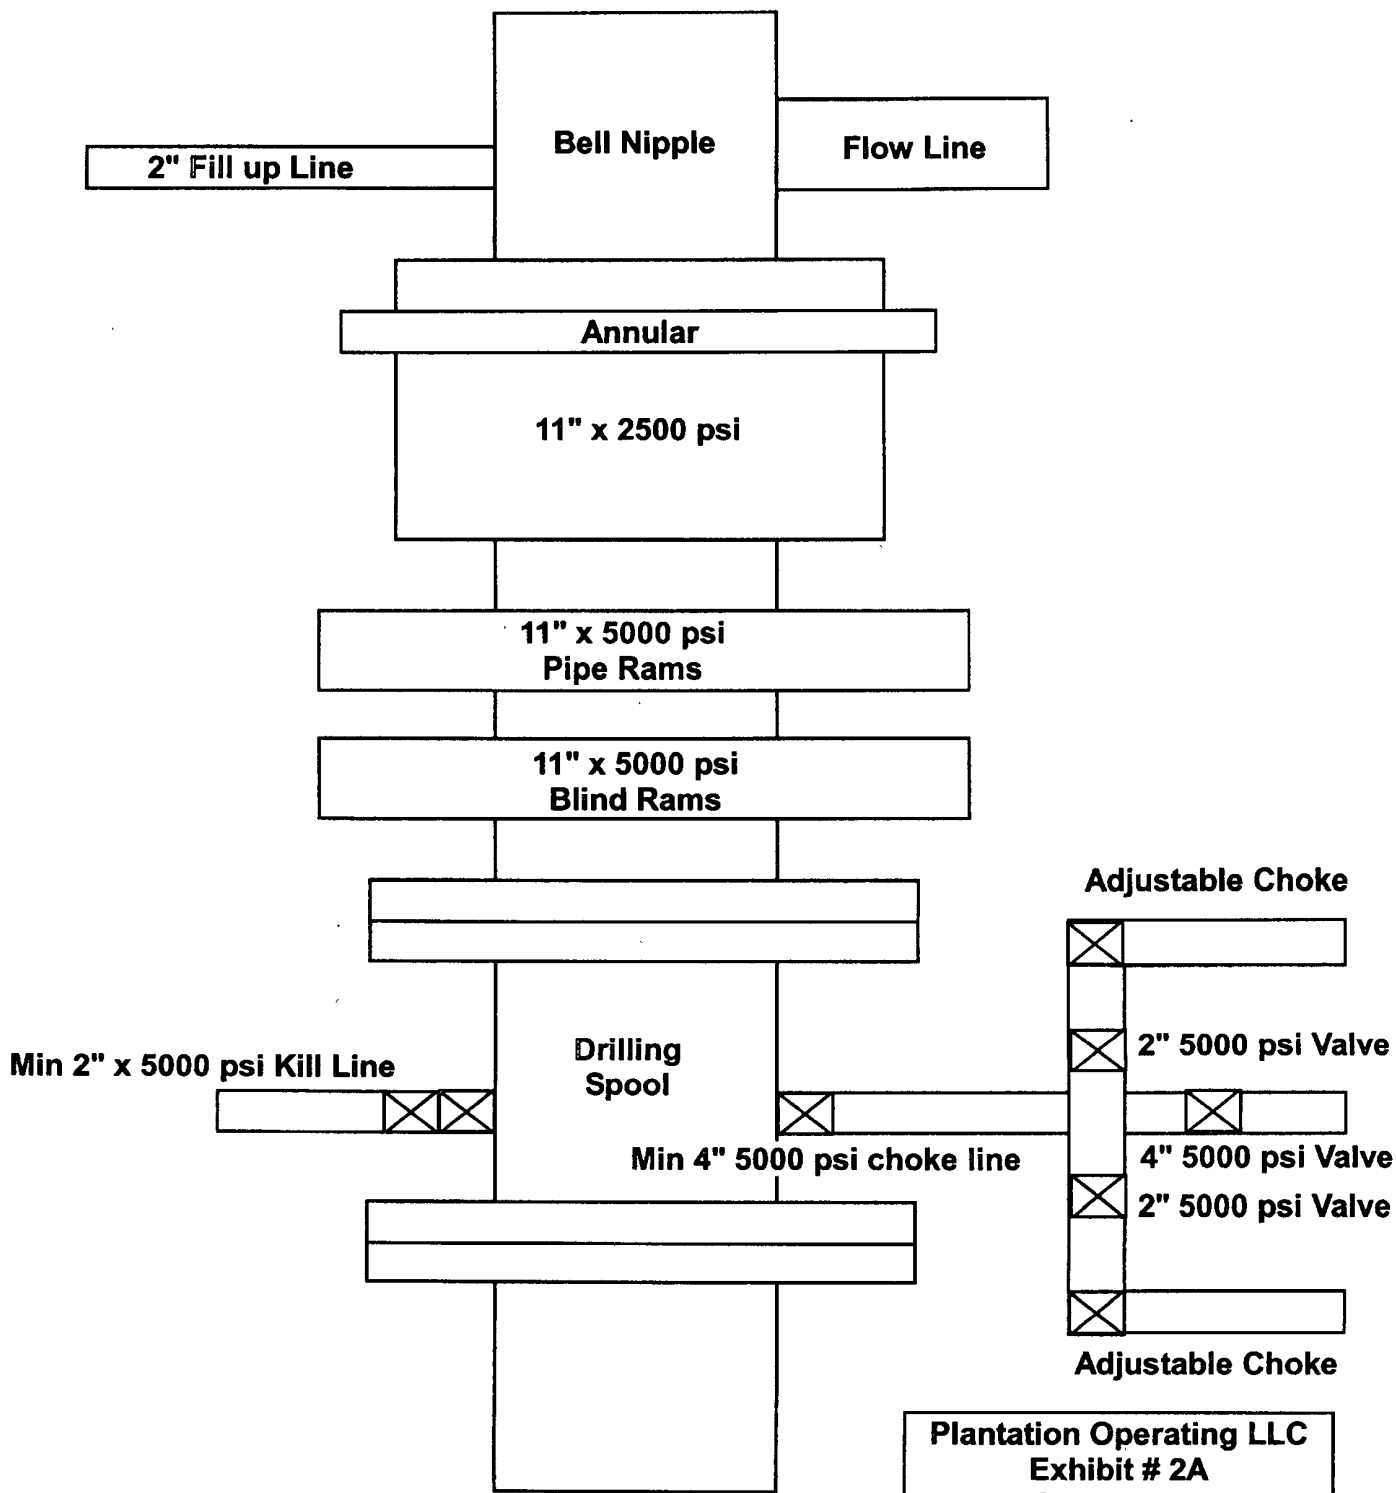 Bell Nipple
Flow Line
2" Fill up Line
Annular
11" x 2500 psi
11" x 5000 psi
Pipe Rams
11" x 5000 psi
Blind Rams
Adjustable Choke
Drilling
Spool
2" 5000 psi Valve
Min 2" x 5000 psi Kill Line
Min 4" 5000 psi choke line
4" 5000 psi Valve
2" 5000 psi Valve
Adjustable Choke
Plantation Operating LLC
Exhibit # 2A